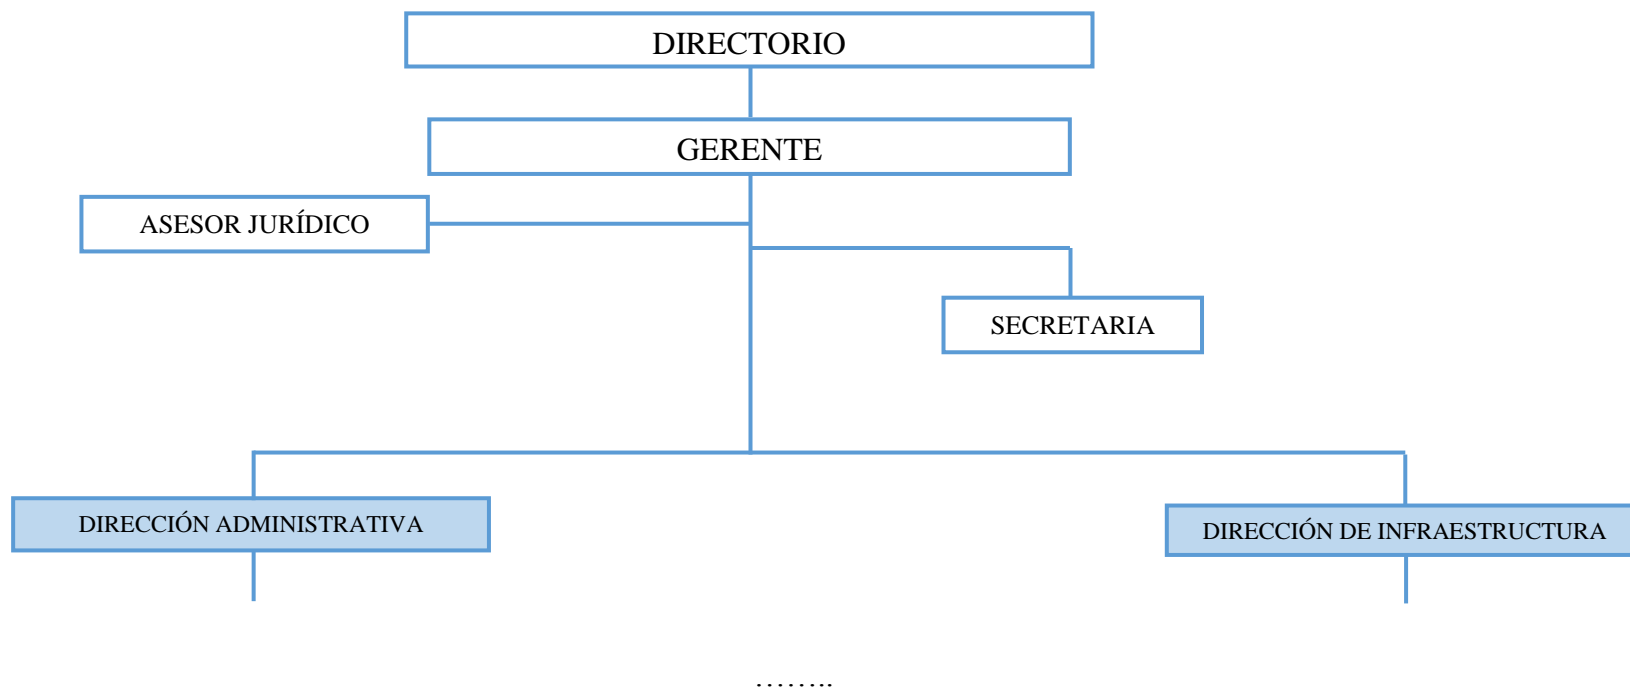 DIRECTORIO
GERENTE
ASESOR JURÍDICO
SECRETARIA
DIRECCIÓN ADMINISTRATIVA
DIRECCIÓN DE INFRAESTRUCTURA
……..